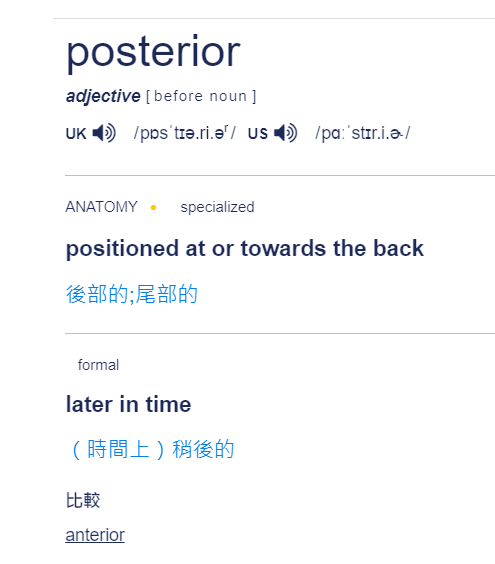 posterior
adjective [ before noun ]
UK /pɒsˈtɪə.ri.əʳ/ US /pɑːˈstɪr.i.ɚ/
ANATOMY • specialized
positioned at or towards the back
後部的;尾部的
formal
later in time
（時間上）稍後的
比較
anterior